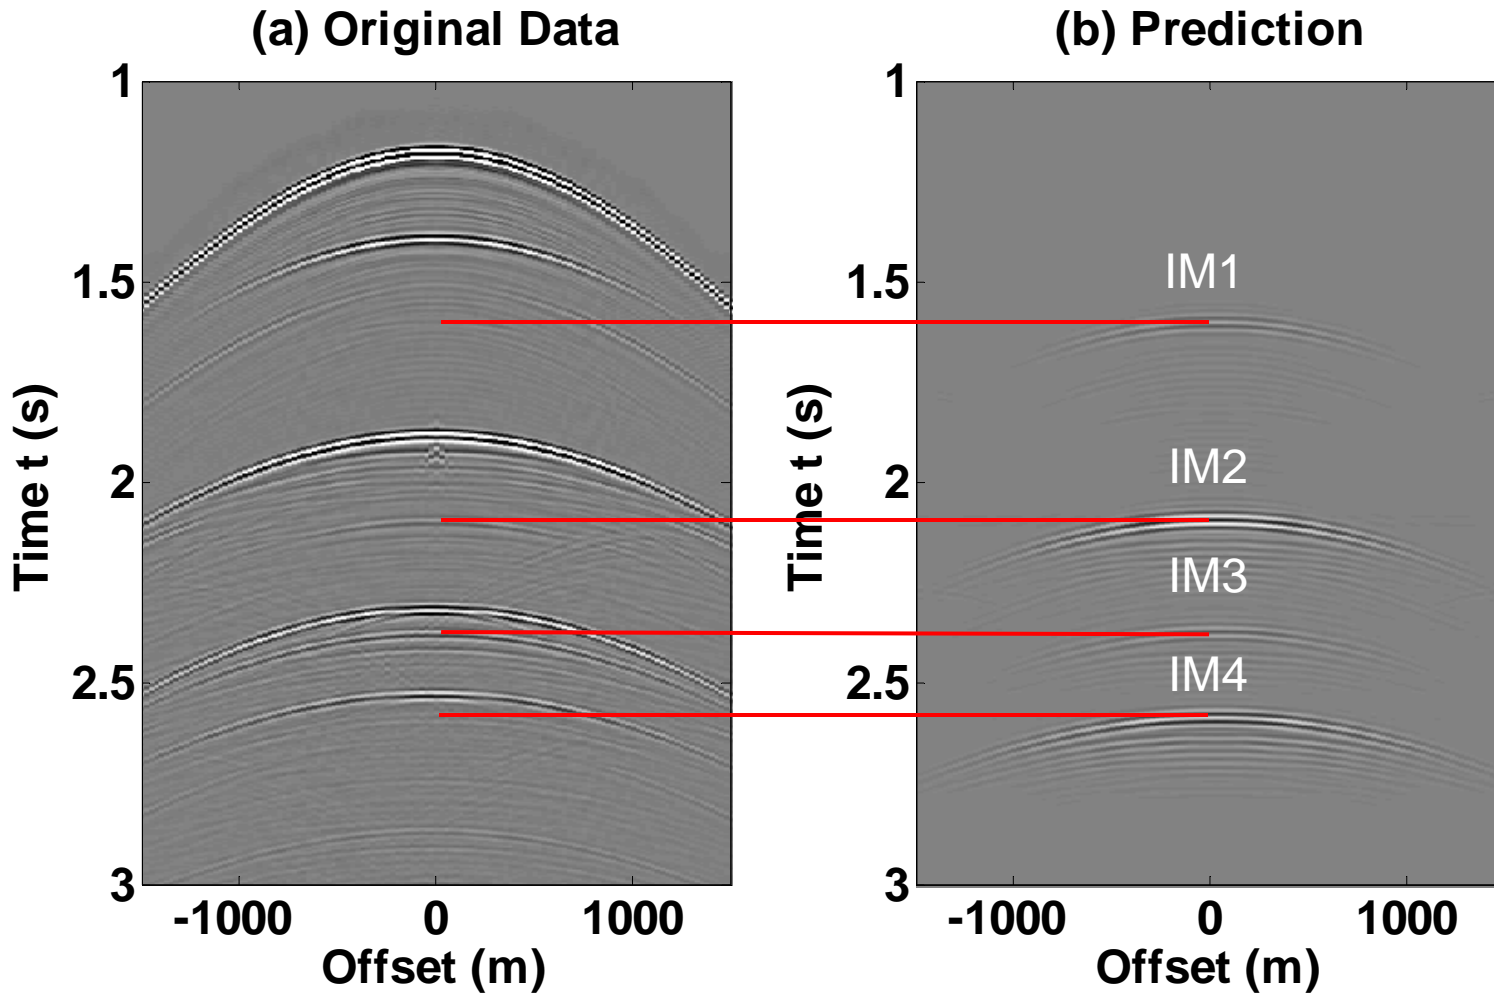 (a) Original Data
(b) Prediction
1
1.5
2
2.5
3
Time t (s)
-1000 0 1000
Offset (m)
1
1.5
2
2.5
3
Time t (s)
IM1
IM2
IM3
IM4
-1000 0 1000
Offset (m)